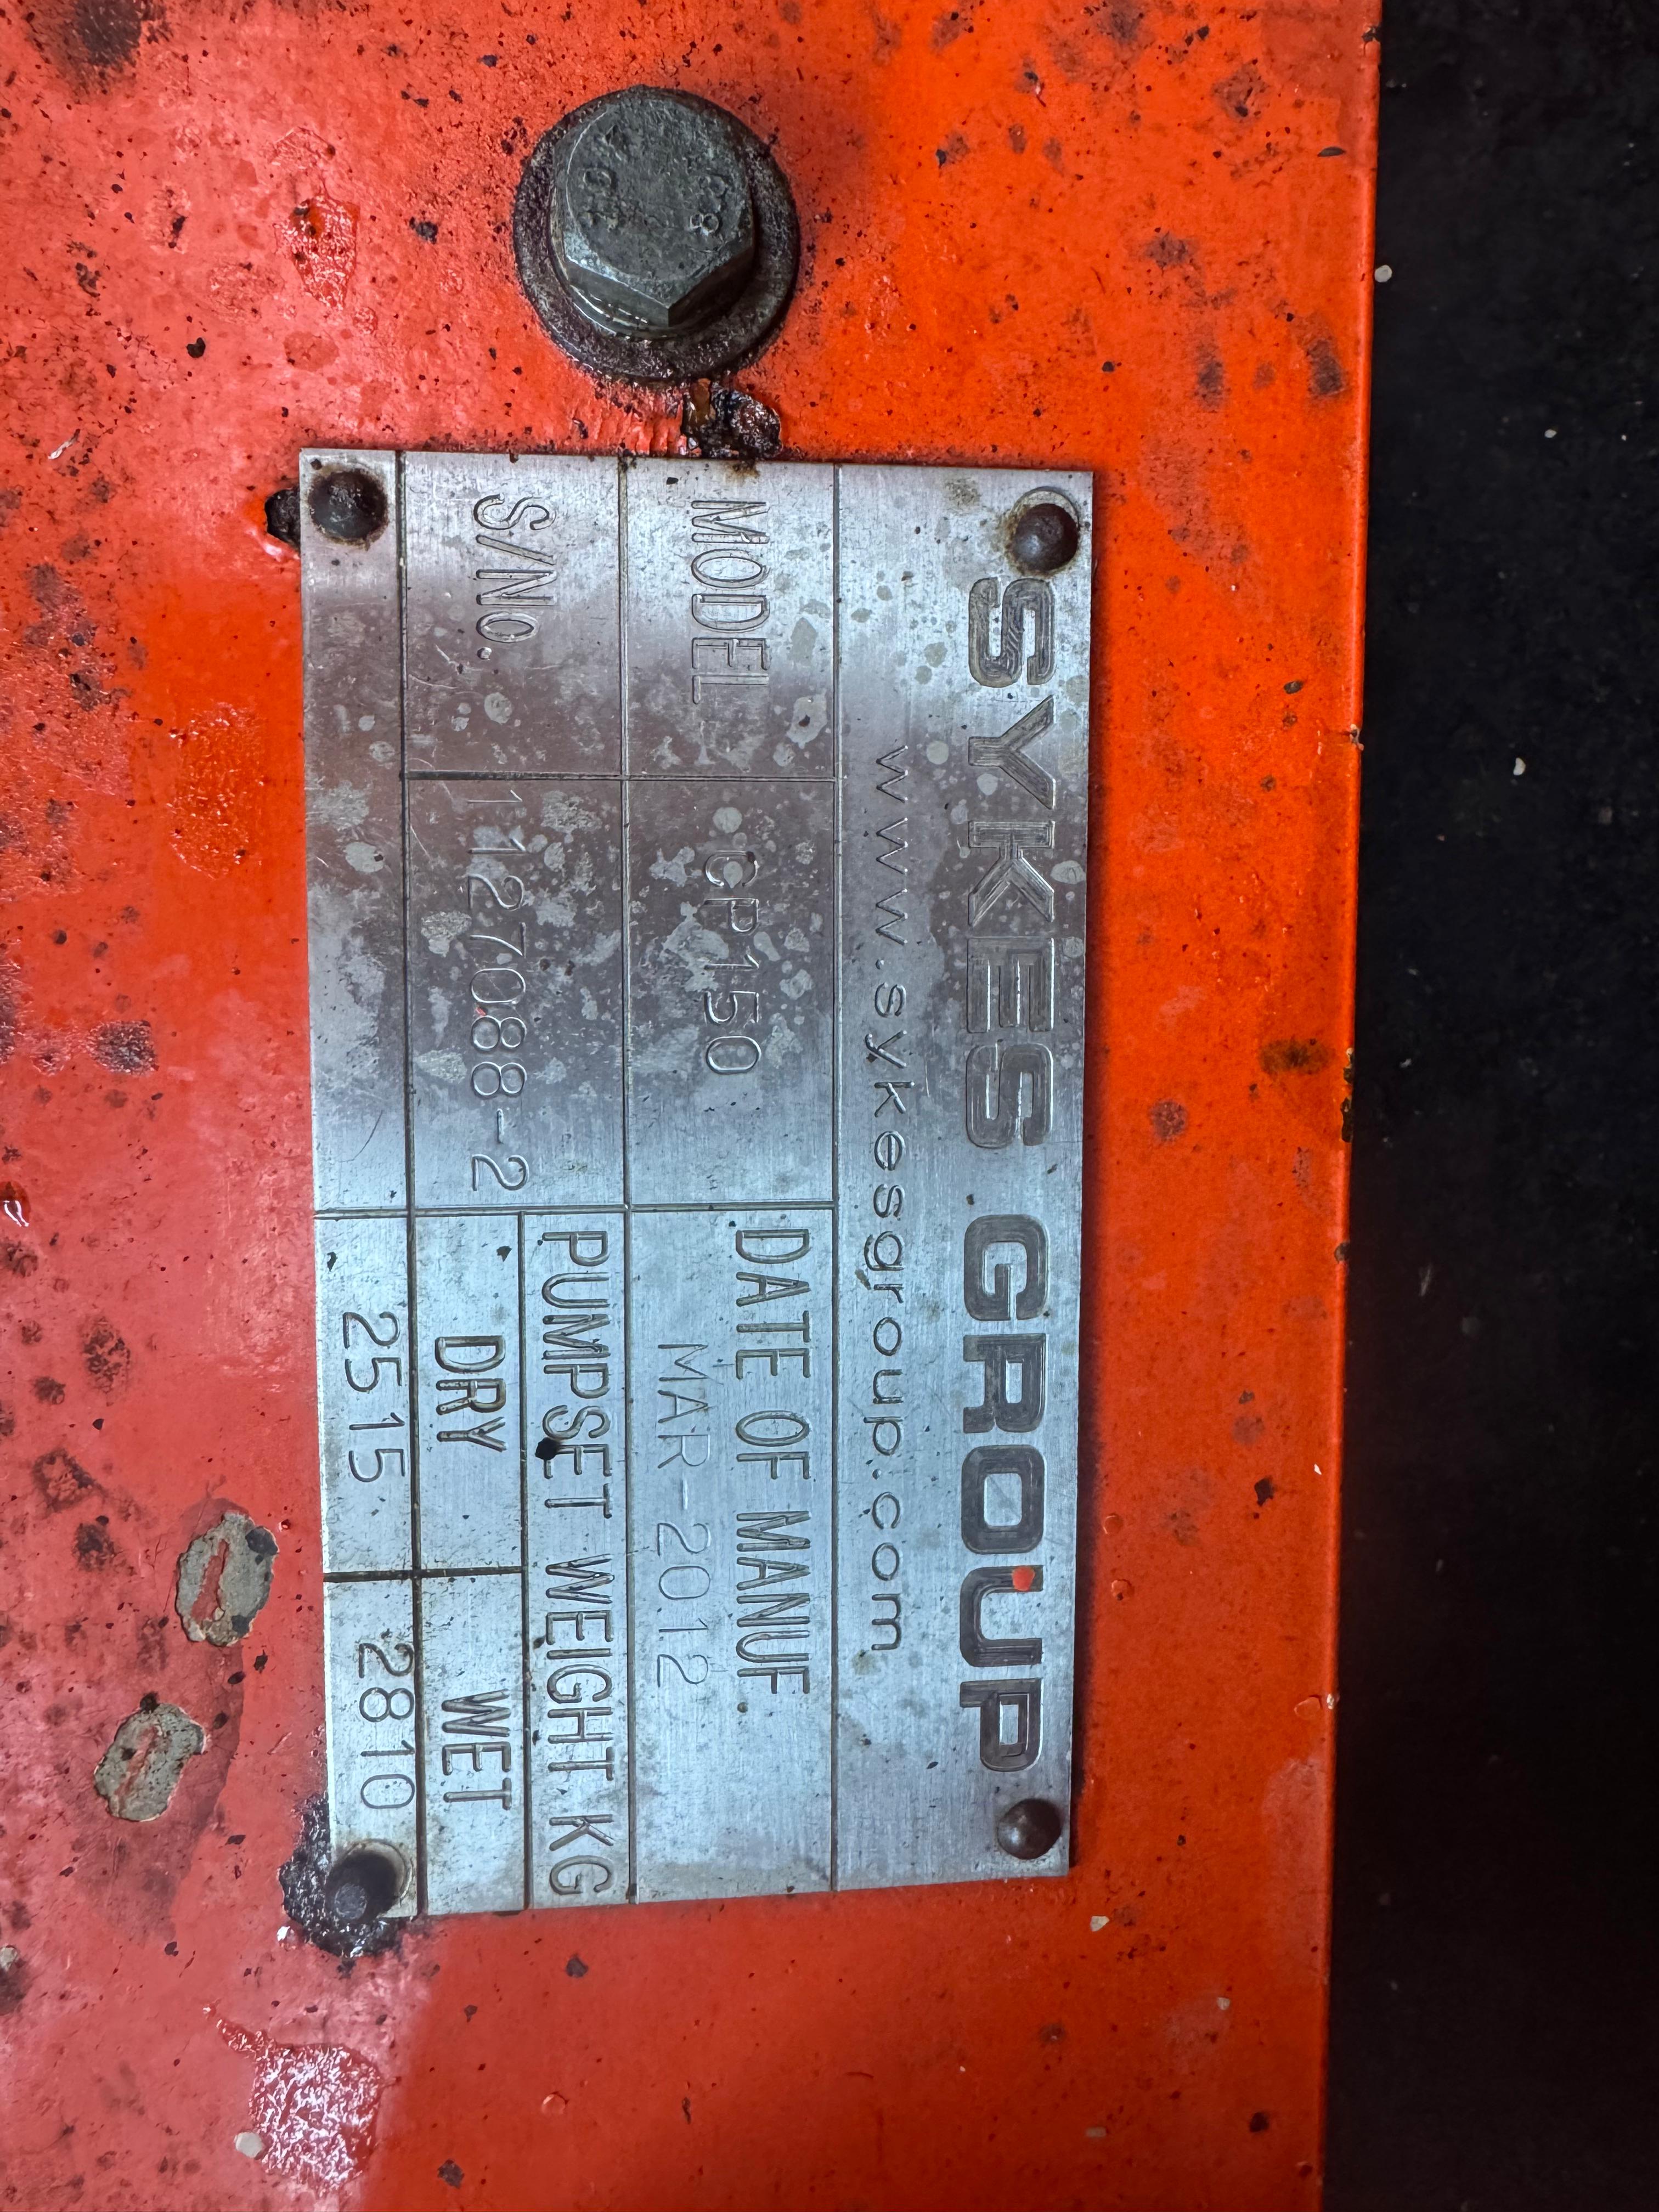 SYKES GROUP
www.sykesgroup.com
MODEL CP150 DATE OF MANUF.
MAR-2012
S/No. 1127088-2 PUMPSET WEIGHT KG
DRY WET
2515 2810